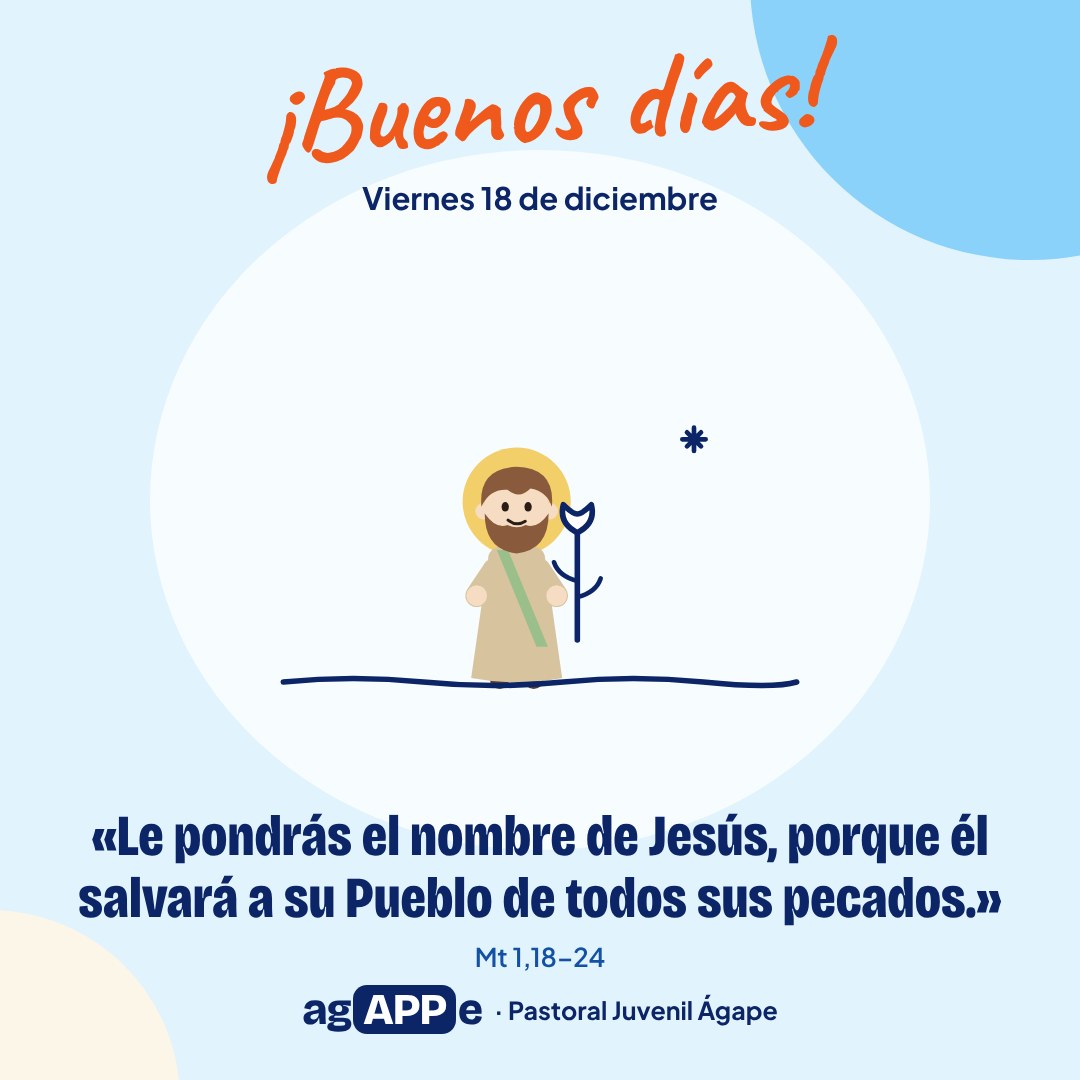 ¡Buenos días!
Viernes 18 de diciembre
«Le pondrás el nombre de Jesús, porque él
salvará a su Pueblo de todos sus pecados.»
Mt 1,18–24
agAPPe · Pastoral Juvenil Ágape